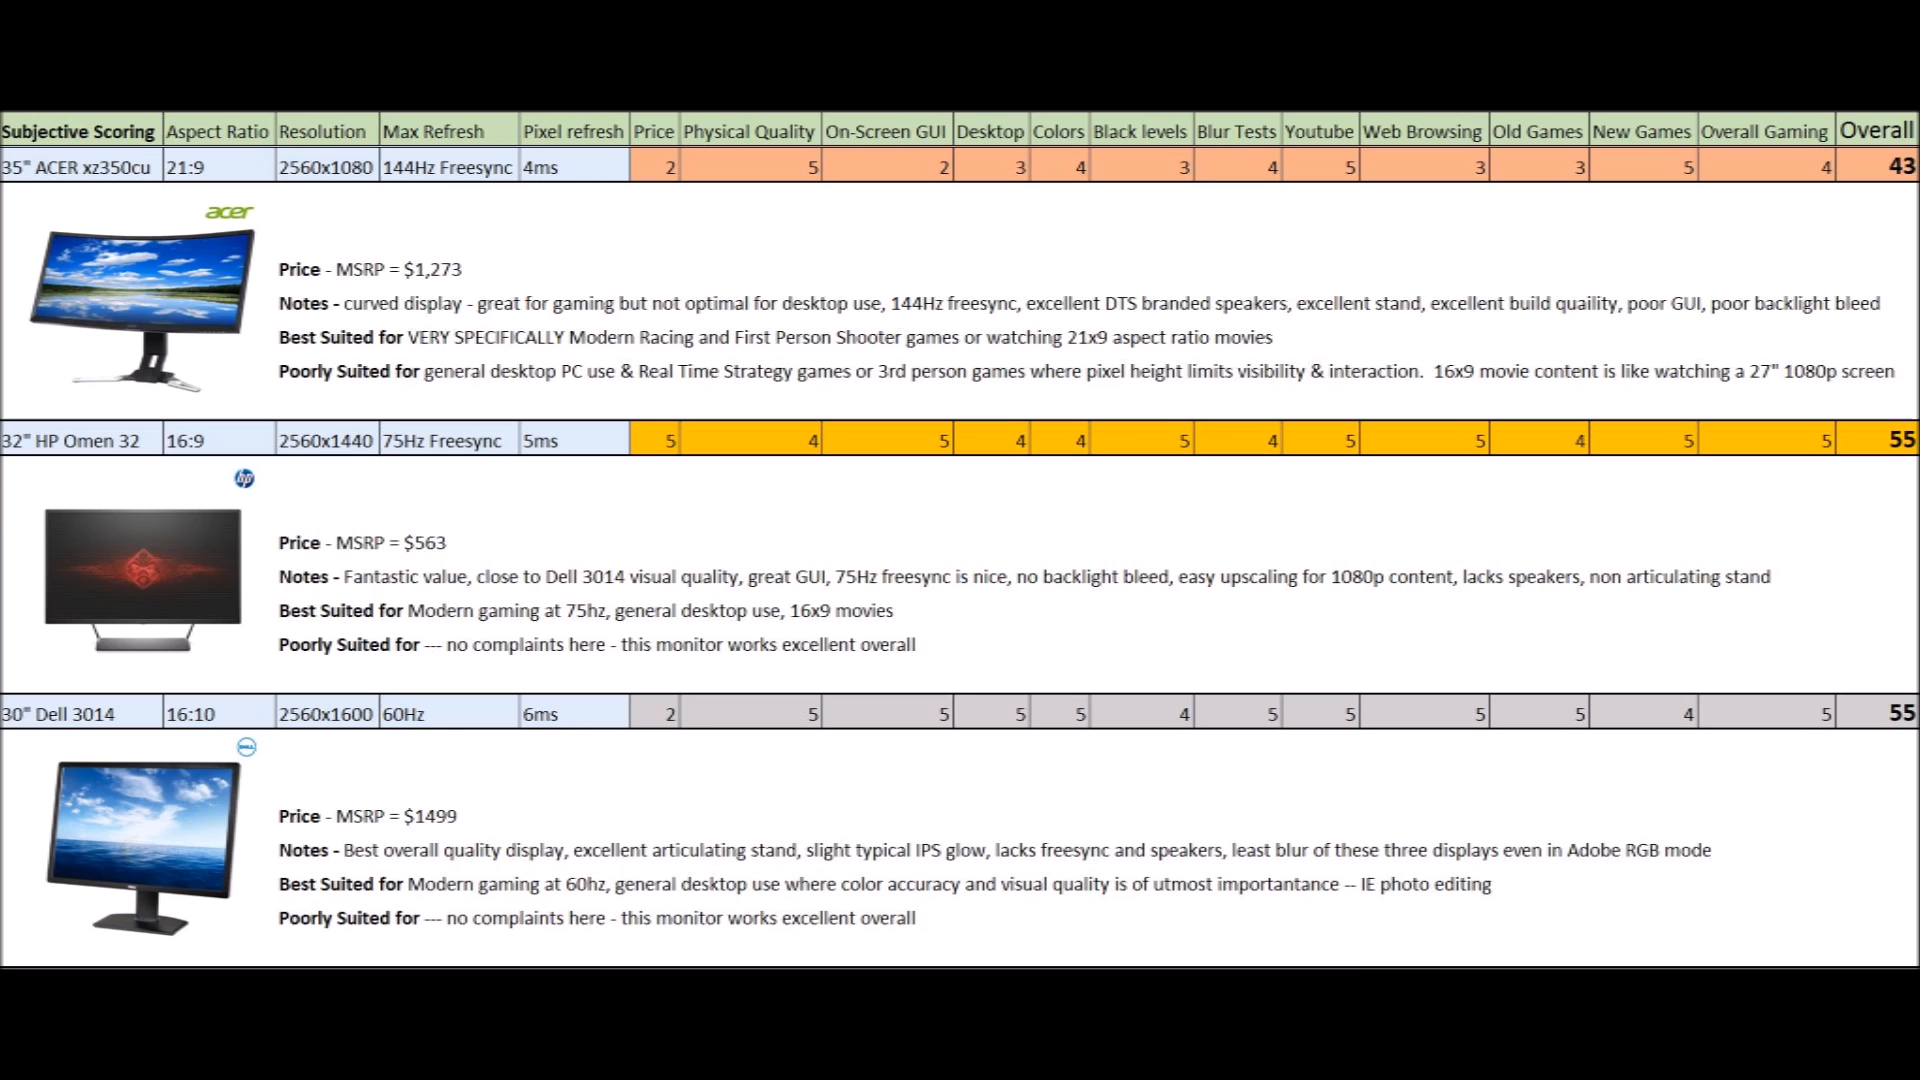 Subjective Scoring Aspect Ratio Resolution Max Refresh Pixel refresh Price Physical Quality On-Screen GUI Desktop Colors Black levels Blur Tests Youtube Web Browsing Old Games New Games Overall Gaming Overall
35" ACER xz350cu 21:9 2560x1080 144Hz Freesync 4ms 2 5 2 3 4 3 4 5 3 3 5 4 43
acer
Price - MSRP = $1,273
Notes - curved display - great for gaming but not optimal for desktop use, 144Hz freesync, excellent DTS branded speakers, excellent stand, excellent build quaility, poor GUI, poor backlight bleed
Best Suited for VERY SPECIFICALLY Modern Racing and First Person Shooter games or watching 21x9 aspect ratio movies
Poorly Suited for general desktop PC use & Real Time Strategy games or 3rd person games where pixel height limits visibility & interaction. 16x9 movie content is like watching a 27" 1080p screen
32" HP Omen 32 16:9 2560x1440 75Hz Freesync 5ms 5 4 5 4 4 5 4 5 5 4 5 5 55
hp
Price - MSRP = $563
Notes - Fantastic value, close to Dell 3014 visual quality, great GUI, 75Hz freesync is nice, no backlight bleed, easy upscaling for 1080p content, lacks speakers, non articulating stand
Best Suited for Modern gaming at 75hz, general desktop use, 16x9 movies
Poorly Suited for --- no complaints here - this monitor works excellent overall
30" Dell 3014 16:10 2560x1600 60Hz 6ms 2 5 5 5 5 4 5 5 5 5 4 5 55
DELL
Price - MSRP = $1499
Notes - Best overall quality display, excellent articulating stand, slight typical IPS glow, lacks freesync and speakers, least blur of these three displays even in Adobe RGB mode
Best Suited for Modern gaming at 60hz, general desktop use where color accuracy and visual quality is of utmost importantance -- IE photo editing
Poorly Suited for --- no complaints here - this monitor works excellent overall